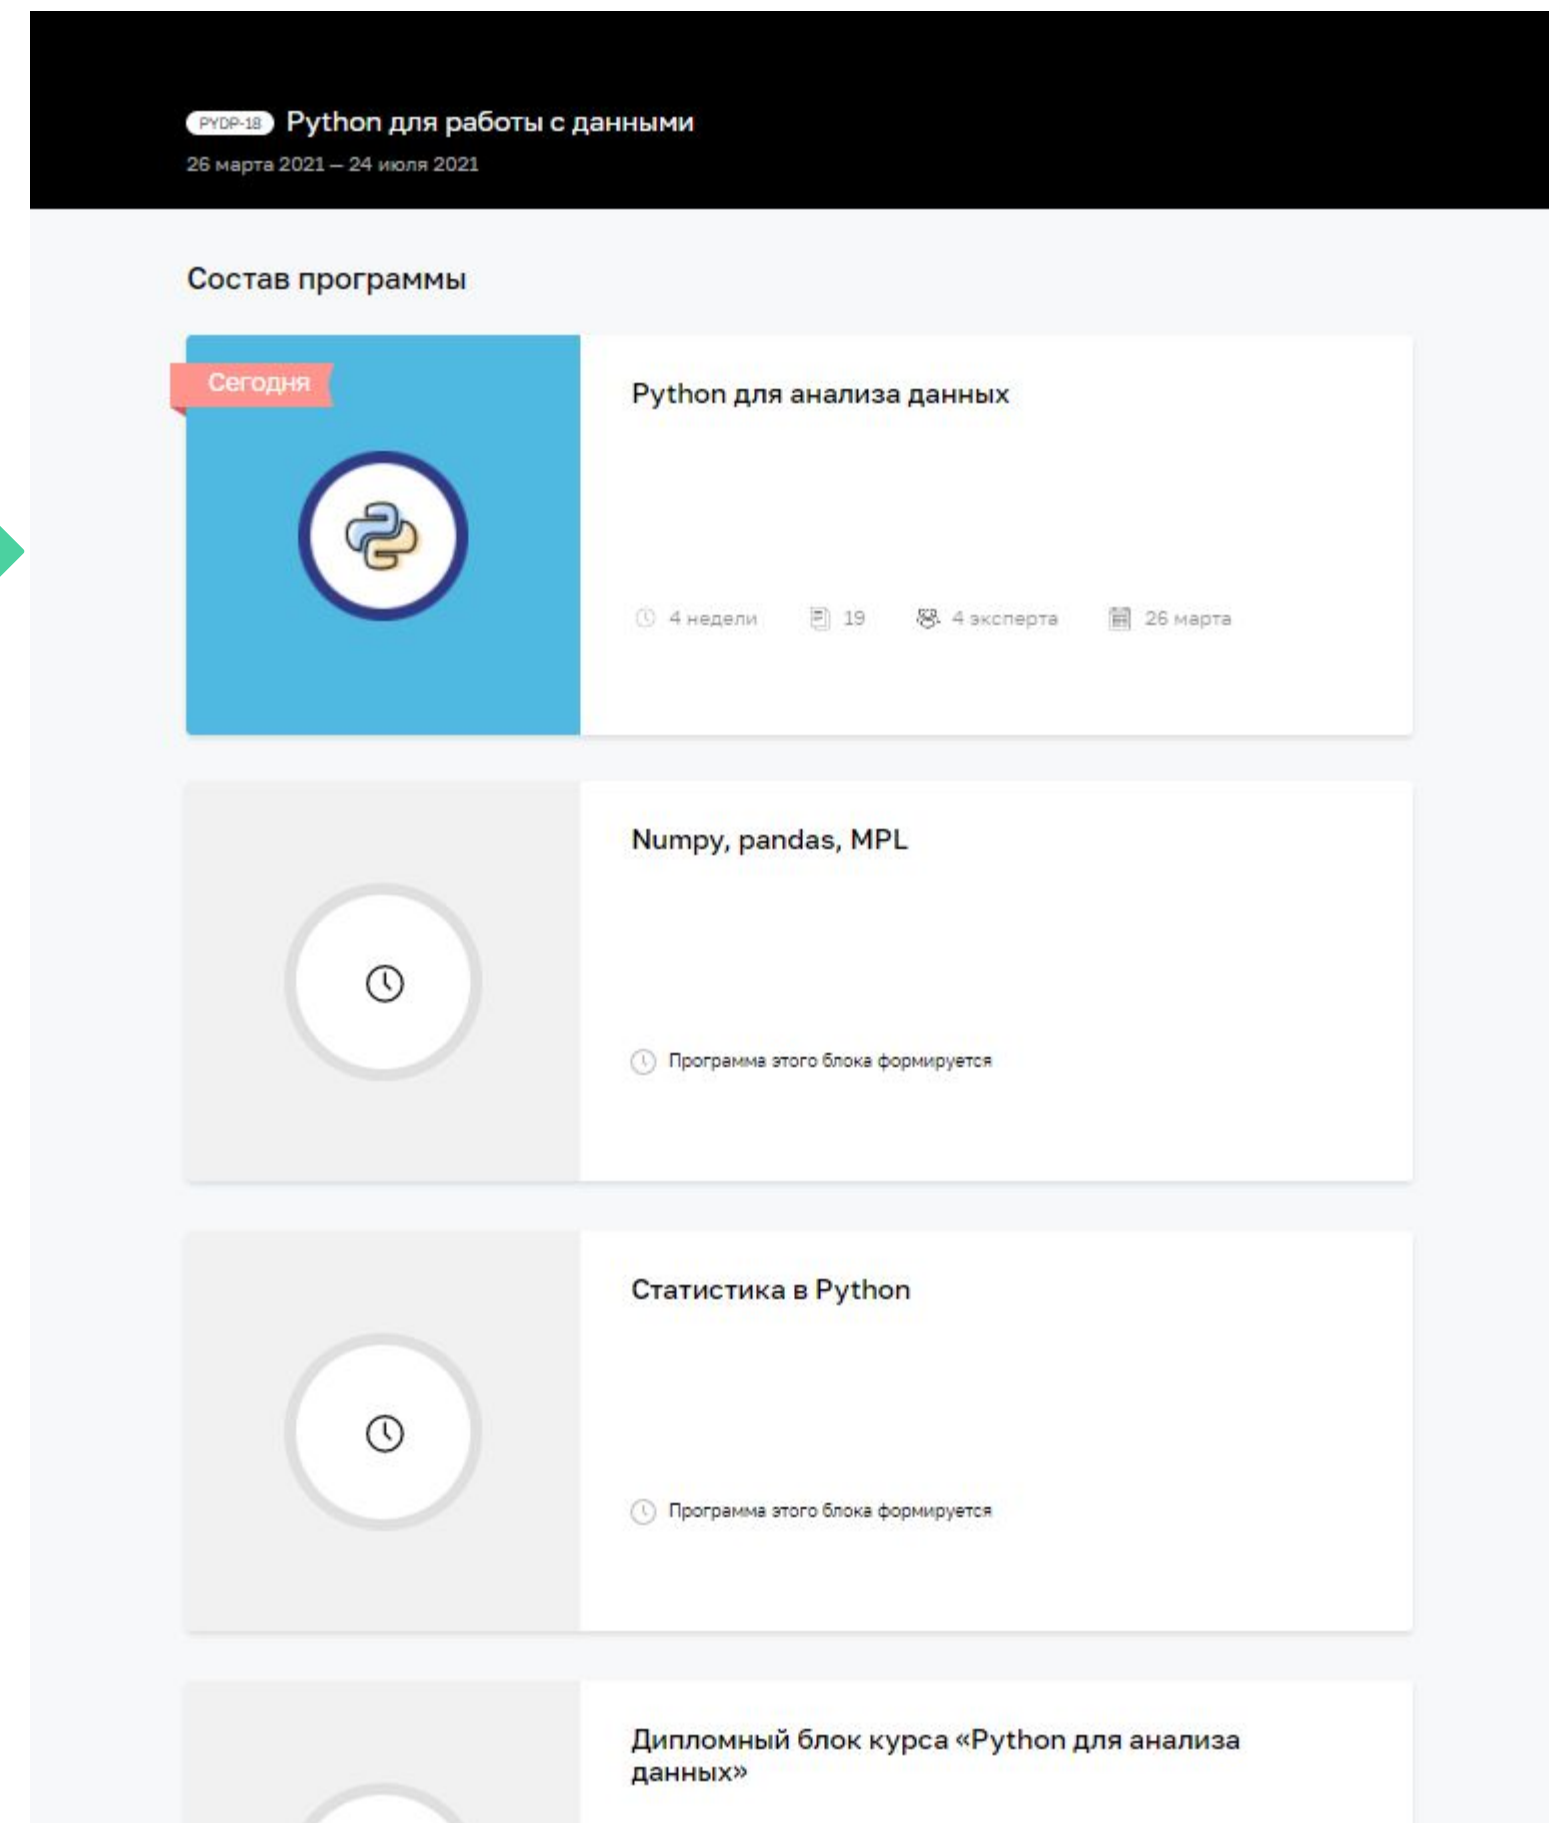 PYDP-18 Python для работы с данными
26 марта 2021 — 24 июля 2021
Состав программы
Сегодня
Python для анализа данных
4 недели 19 4 эксперта 26 марта
Numpy, pandas, MPL
Программа этого блока формируется
Статистика в Python
Программа этого блока формируется
Дипломный блок курса «Python для анализа
данных»